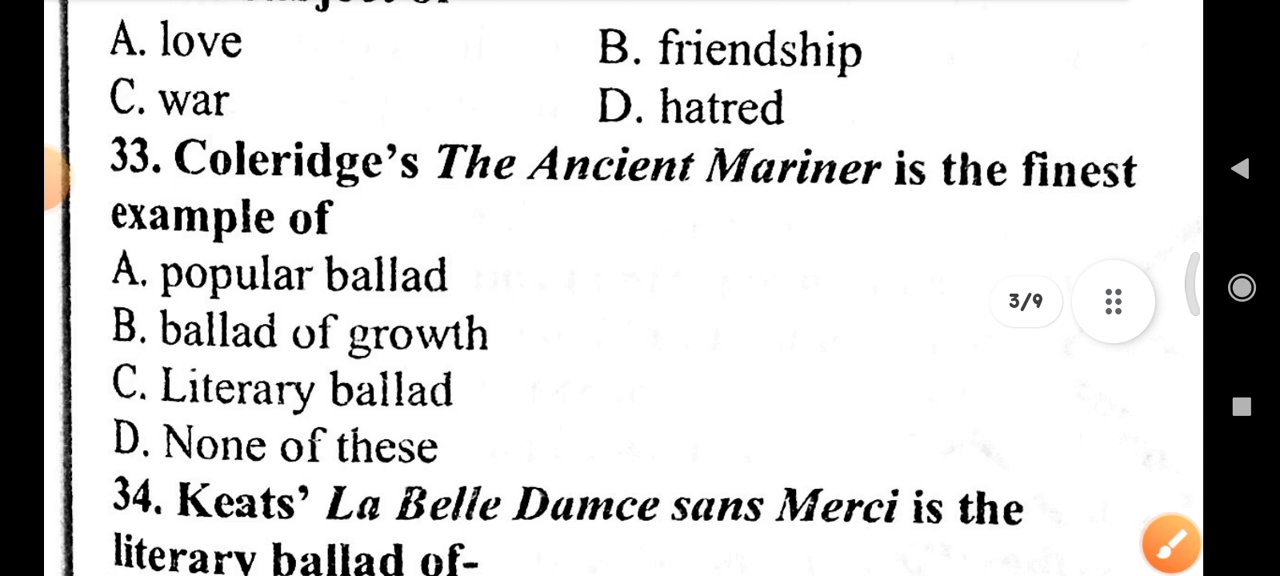 A. love
B. friendship
C. war
D. hatred
33. Coleridge's The Ancient Mariner is the finest
example of
A. popular ballad
B. ballad of growth
C. Literary ballad
D. None of these
3/9
34. Keats' La Belle Damce sans Merci is the
literary ballad of-